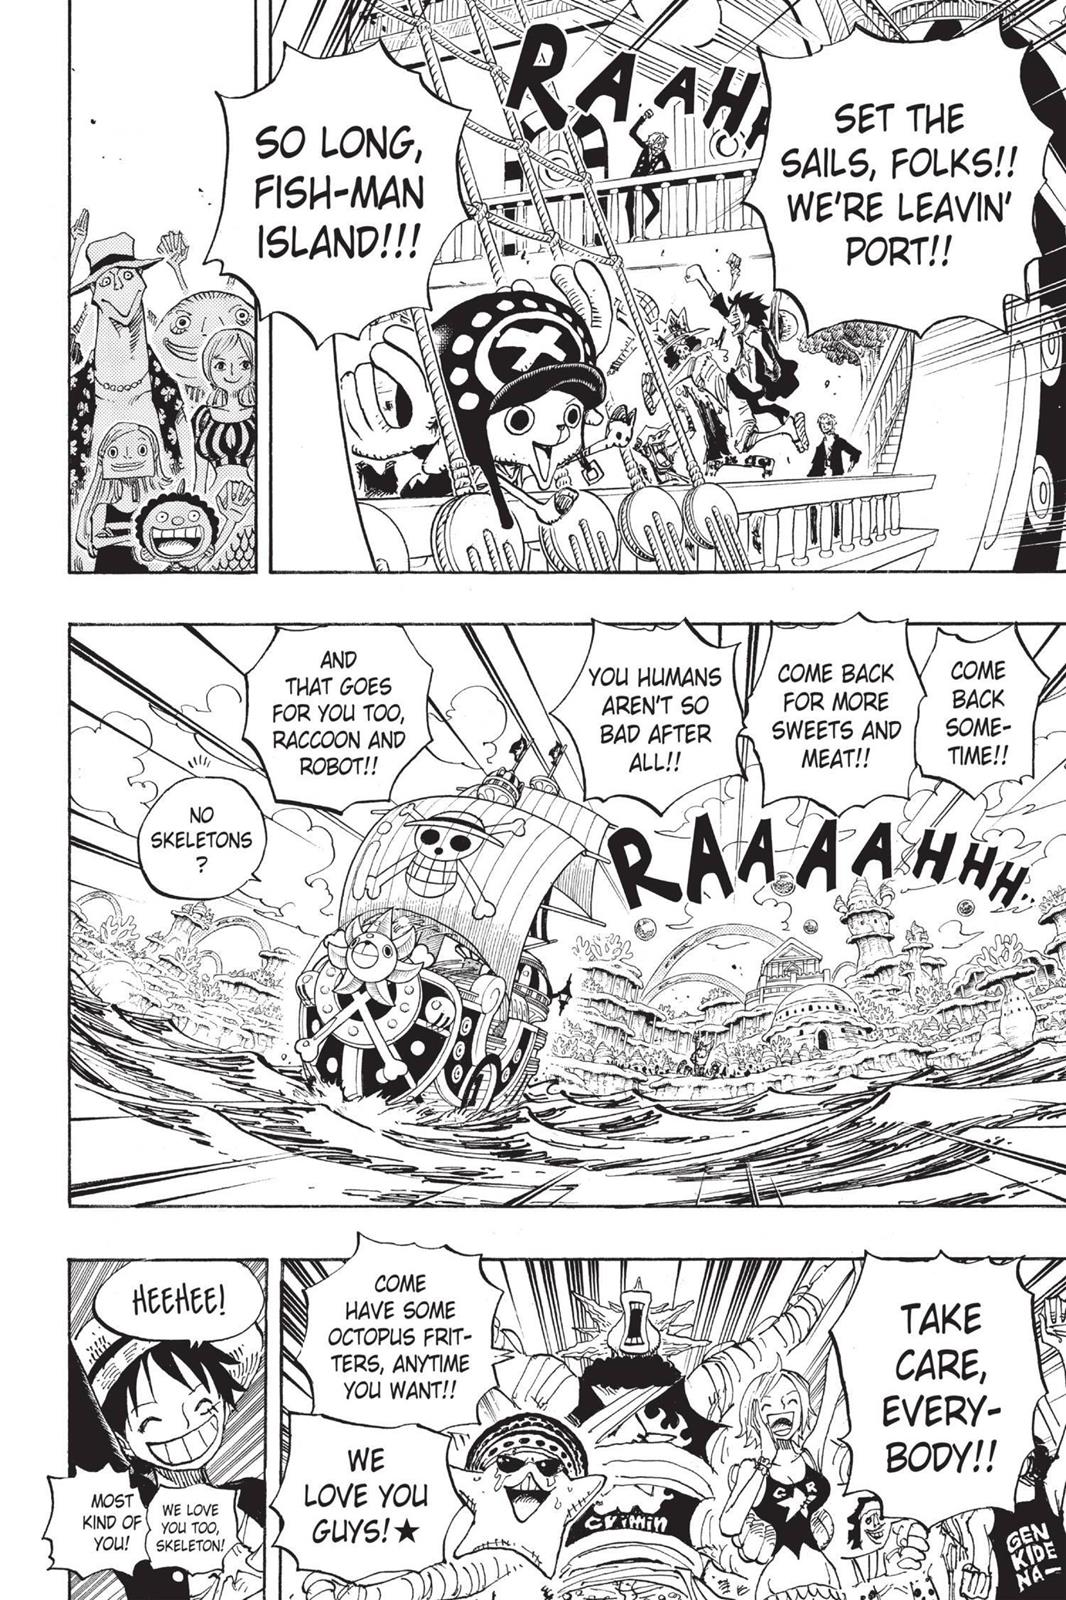 SET THE
SAILS, FOLKS!!
WE'RE LEAVIN'
PORT!!
RAAHH
SO LONG,
FISH-MAN
ISLAND!!!
COME
BACK
SOME-
TIME!!
COME BACK
FOR MORE
SWEETS AND
MEAT!!
YOU HUMANS
AREN'T SO
BAD AFTER
ALL!!
AND
THAT GOES
FOR YOU TOO,
RACCOON AND
ROBOT!!
NO
SKELETONS
?
RAAAAHHH..
TAKE
CARE,
EVERY-
BODY!!
COME
HAVE SOME
OCTOPUS FRIT-
TERS, ANYTIME
YOU WANT!!
WE
LOVE YOU
GUYS!★
Crimin
GEN
KIDE
NA-
HEEHEE!
WE LOVE
YOU TOO,
SKELETON!
MOST
KIND OF
YOU!